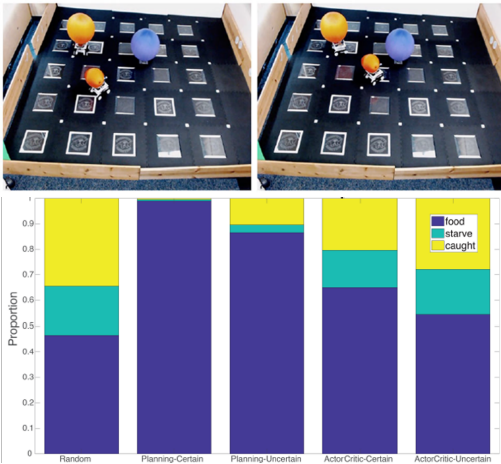 1
0.9
0.8
0.7
0.6
0.5
0.4
0.3
0.2
0.1
0
Proportion
food
starve
caught
Random Planning-Certain Planning-Uncertain ActorCritic-Certain ActorCritic-Uncertain